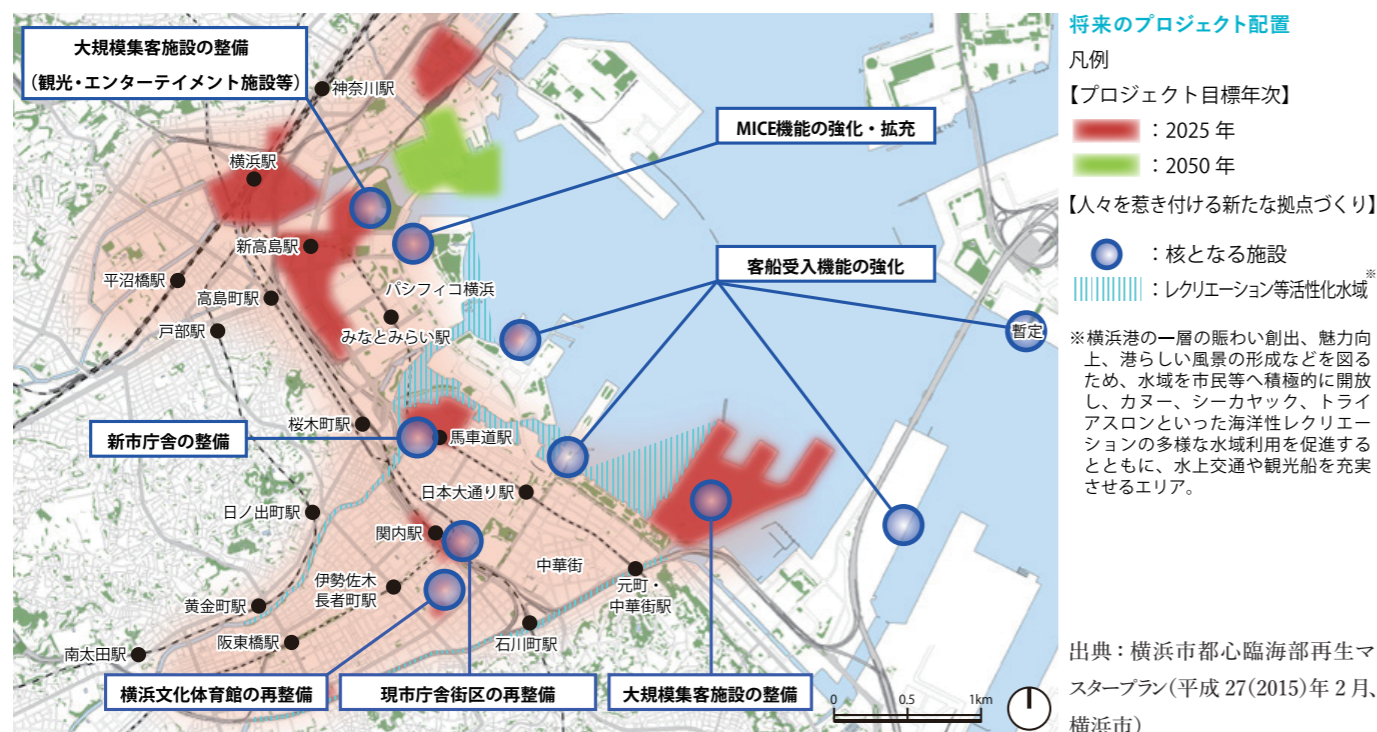 大規模集客施設の整備
（観光・エンターテイメント施設等）
神奈川駅
MICE機能の強化・拡充
横浜駅
新高島駅
客船受入機能の強化
平沼橋駅
高島町駅
パシフィコ横浜
戸部駅
みなとみらい駅
暫定
桜木町駅
新市庁舎の整備
馬車道駅
日本大通り駅
日ノ出町駅
関内駅
中華街
伊勢佐木
長者町駅
元町・
中華街駅
黄金町駅
阪東橋駅
石川町駅
南太田駅
横浜文化体育館の再整備
現市庁舎街区の再整備
大規模集客施設の整備
0 0.5 1km
将来のプロジェクト配置
凡例
【プロジェクト目標年次】
：2025 年
：2050 年
【人々を惹き付ける新たな拠点づくり】
：核となる施設
：レクリエーション等活性化水域※
※横浜港の一層の賑わい創出、魅力向
上、港らしい風景の形成などを図る
ため、水域を市民等へ積極的に開放
し、カヌー、シーカヤック、トライ
アスロンといった海洋性レクリエー
ションの多様な水域利用を促進する
とともに、水上交通や観光船を充実
させるエリア。
出典：横浜市都心臨海部再生マ
スタープラン(平成 27(2015)年 2 月、
横浜市）